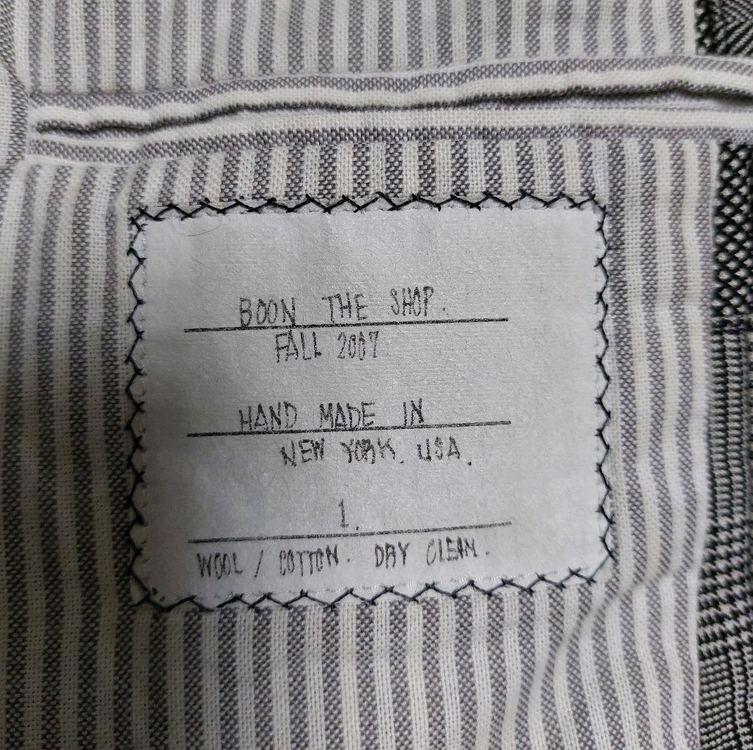 BOON THE SHOP.
FALL 2007
HAND MADE IN
NEW YORK. USA.
1.
WOOL / COTTON. DRY CLEAN.